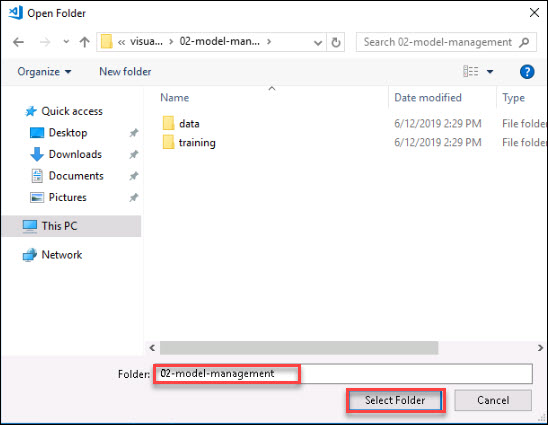 Open Folder
« visua... > 02-model-man... >
Search 02-model-management
Organize
New folder
?
Name
Date modified
Type
Quick access
Desktop
Downloads
Documents
Pictures
This PC
Network
data
6/12/2019 2:29 PM
File folder
training
6/12/2019 2:29 PM
File folder
Folder:
02-model-management
Select Folder
Cancel